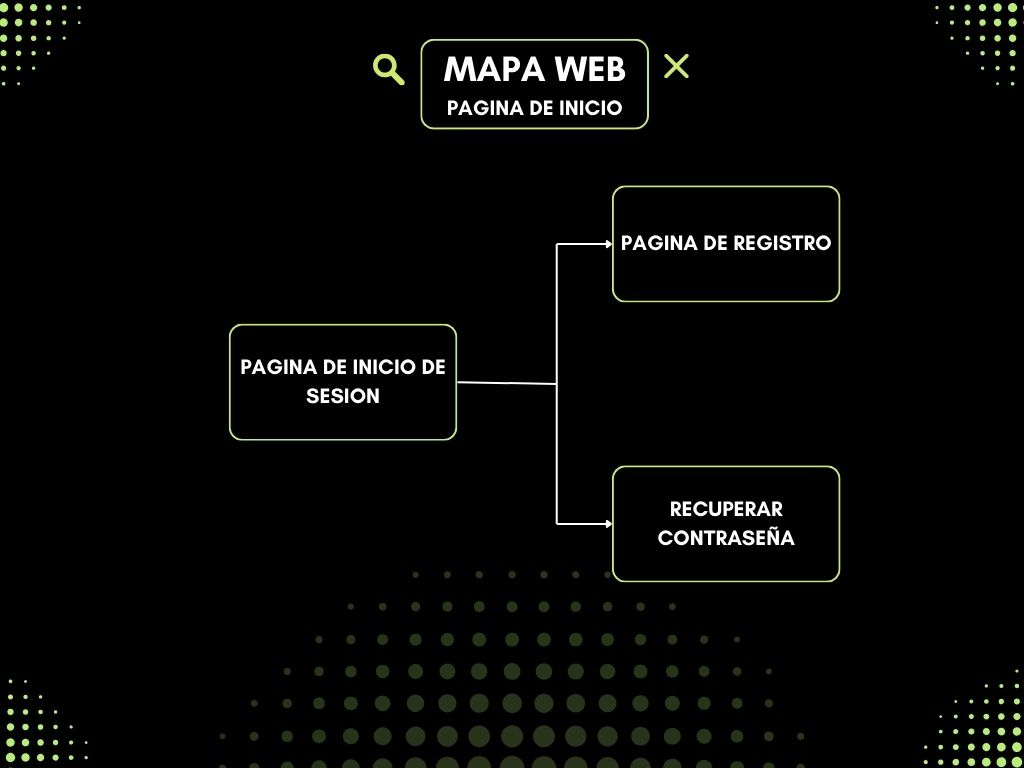 MAPA WEB
PAGINA DE INICIO
PAGINA DE REGISTRO
PAGINA DE INICIO DE
SESION
RECUPERAR
CONTRASEÑA